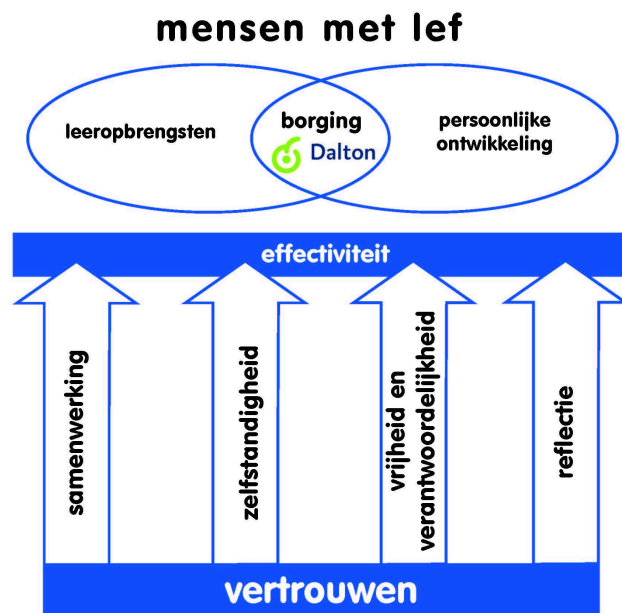 mensen met lef
leeropbrengsten
borging
Dalton
persoonlijke
ontwikkeling
effectiviteit
samenwerking
zelfstandigheid
vrijheid en
verantwoordelijkheid
reflectie
vertrouwen